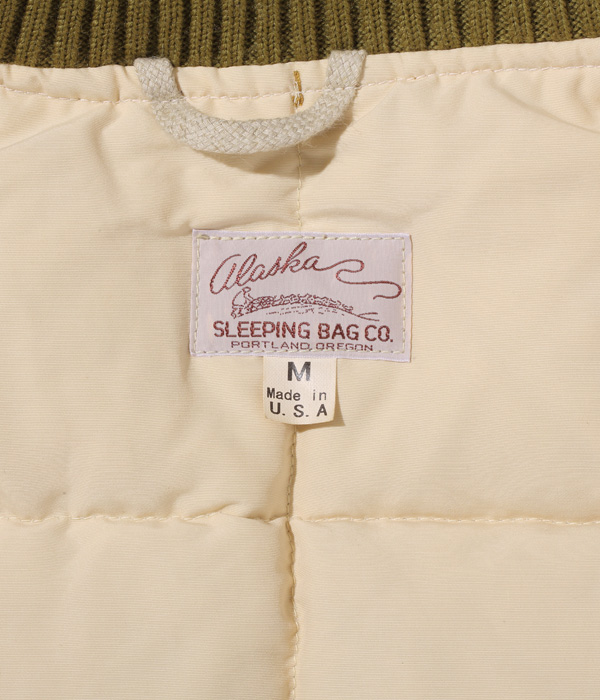 Alaska
SLEEPING BAG CO.
PORTLAND, OREGON
M
Made in
U.S.A